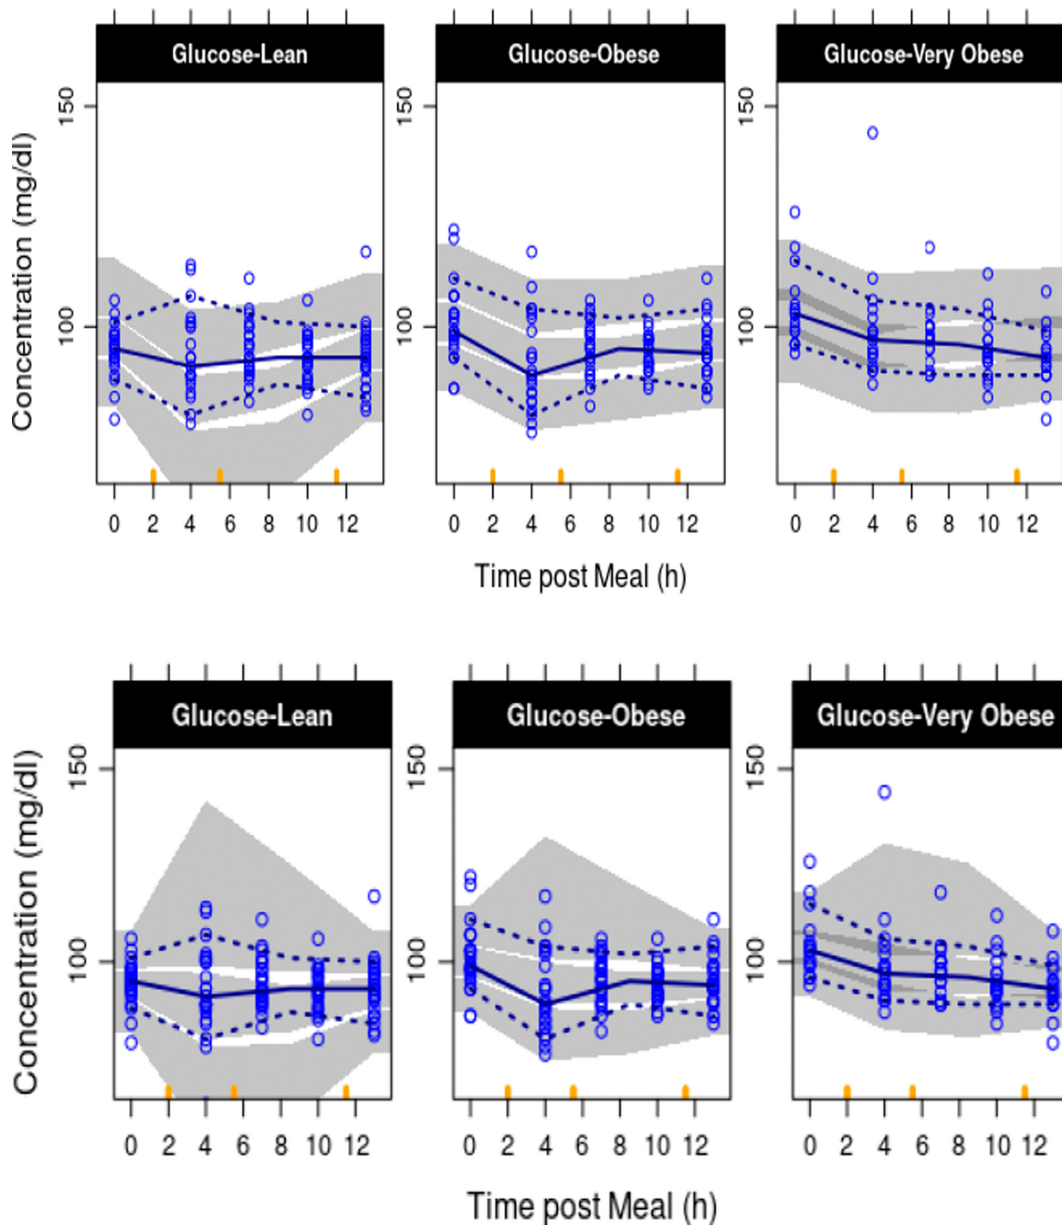 Glucose-Lean Glucose-Obese Glucose-Very Obese
Concentration (mg/dl)
150 150 150
100 100 100
0 2 4 6 8 10 12 0 2 4 6 8 10 12 0 2 4 6 8 10 12
Time post Meal (h)
Glucose-Lean Glucose-Obese Glucose-Very Obese
Concentration (mg/dl)
150 150 150
100 100 100
0 2 4 6 8 10 12 0 2 4 6 8 10 12 0 2 4 6 8 10 12
Time post Meal (h)